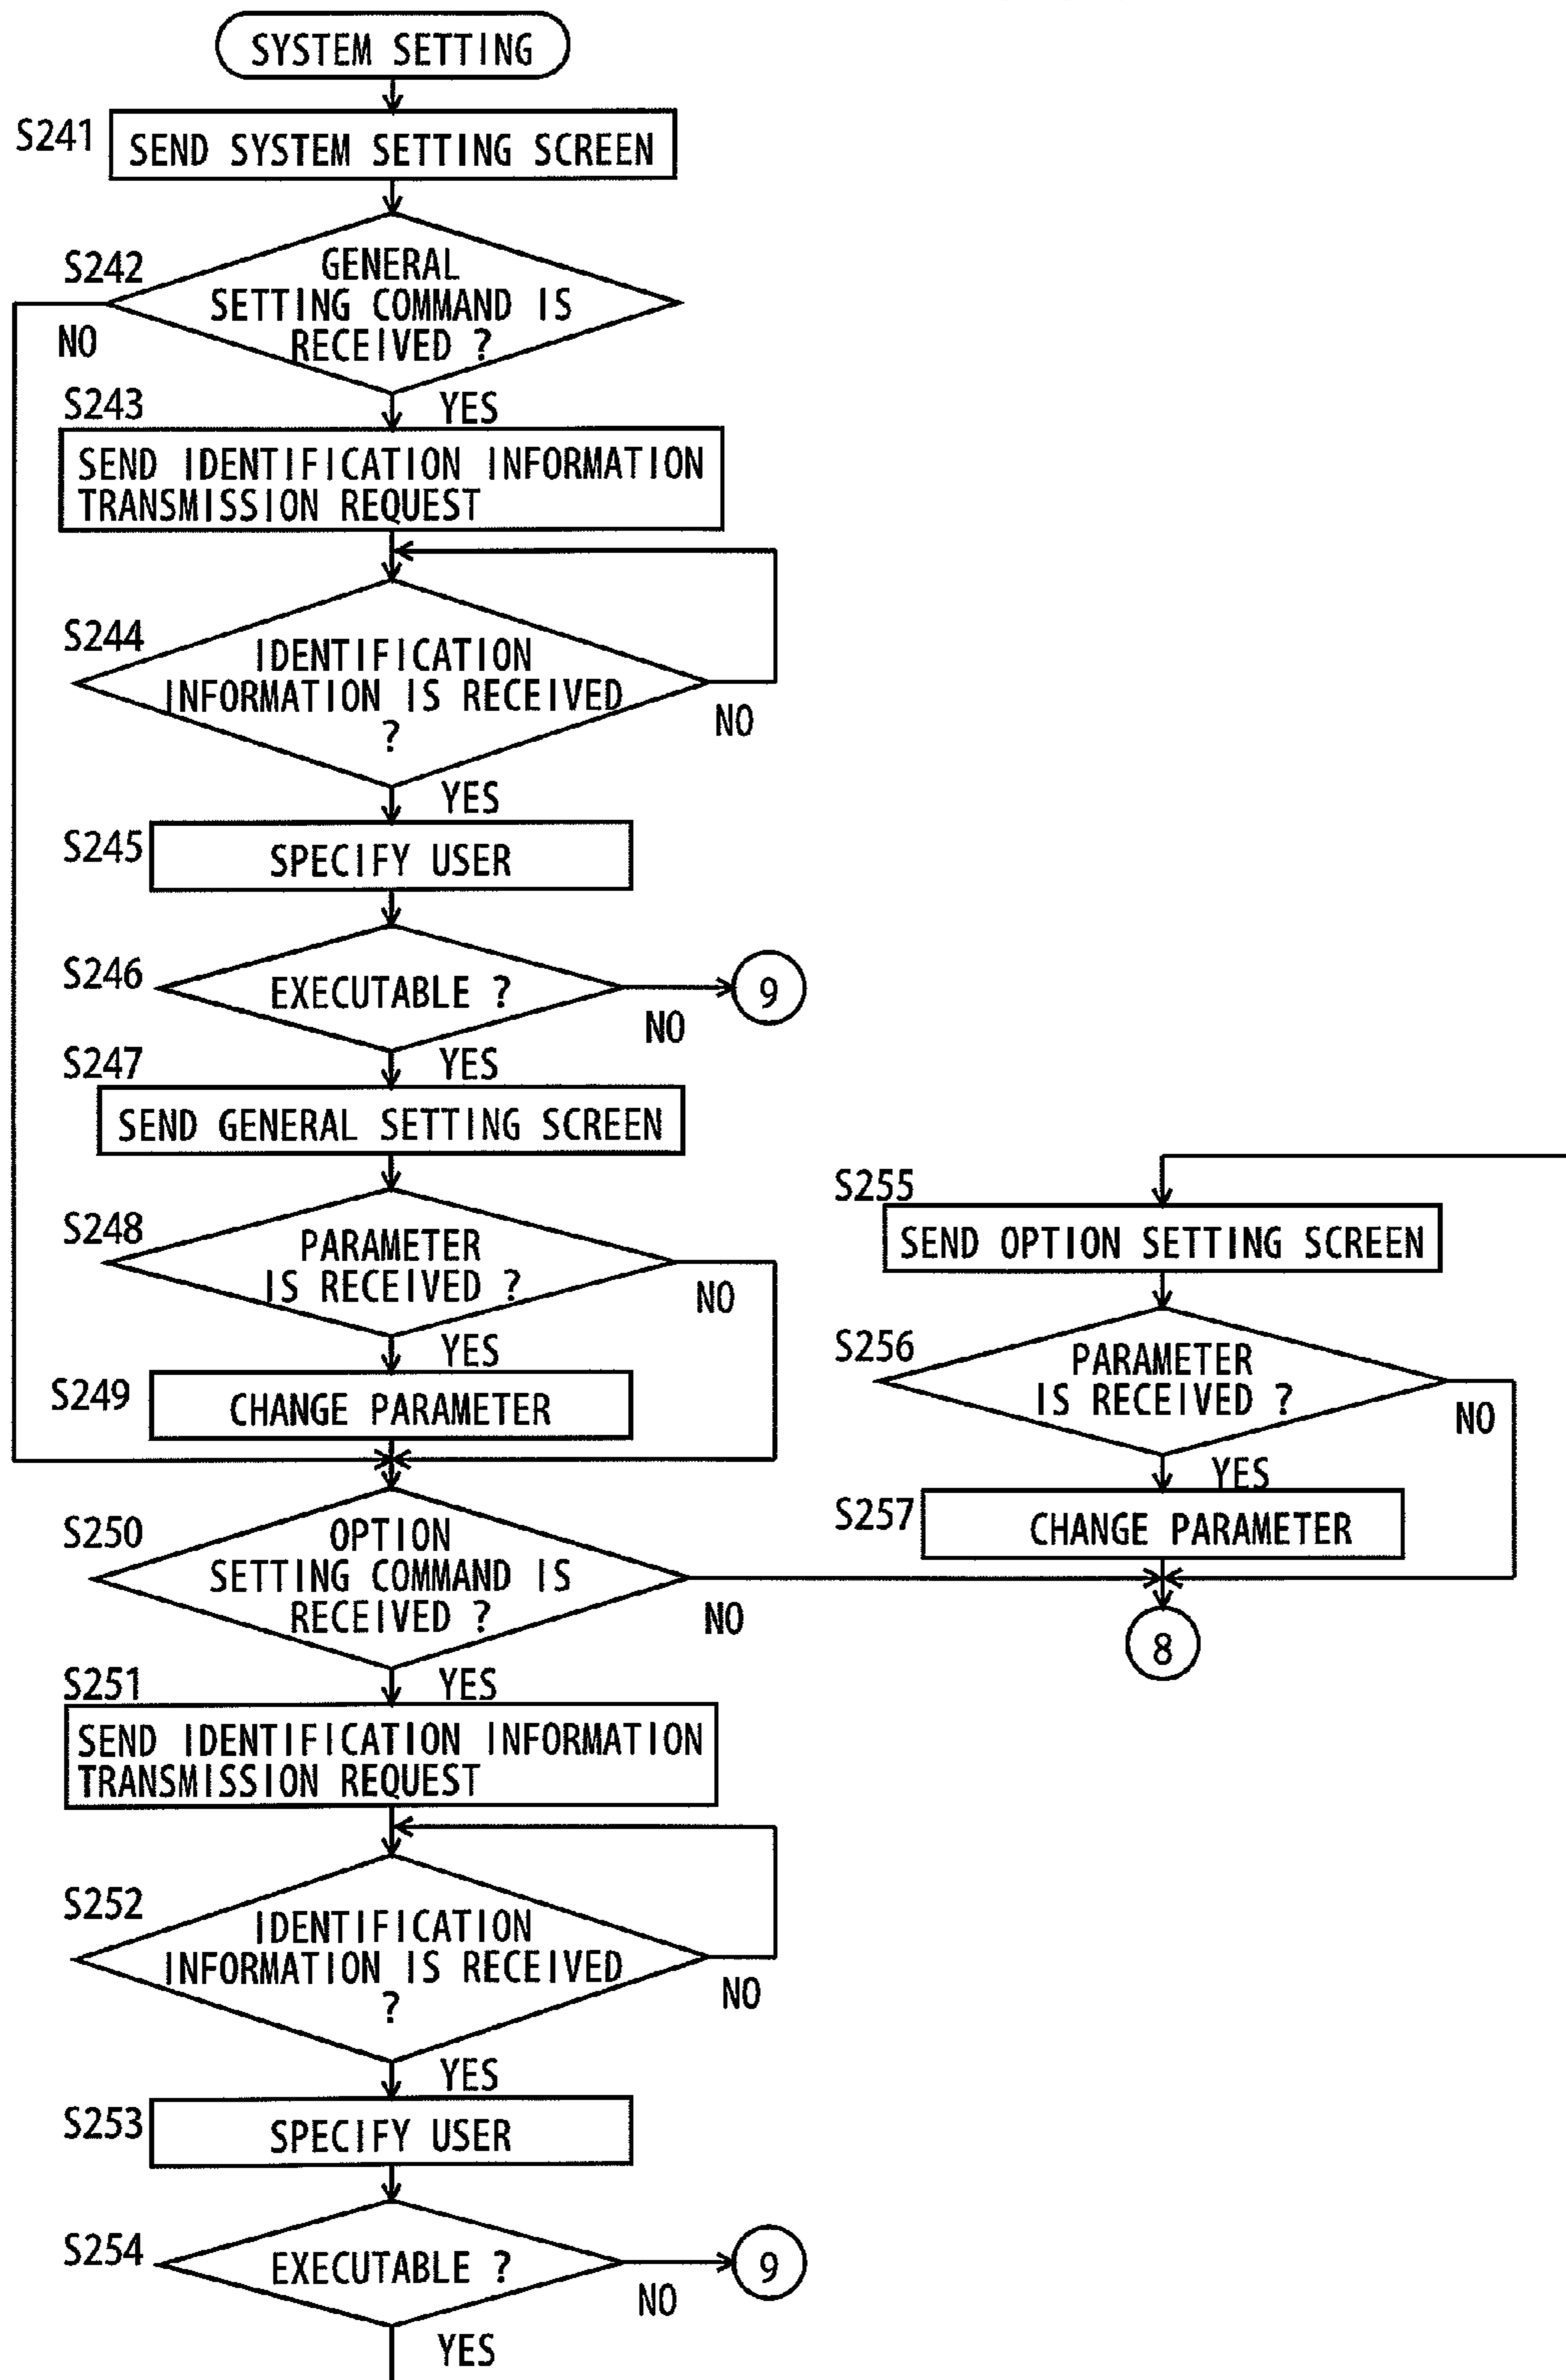 SYSTEM SETTING
S241
SEND SYSTEM SETTING SCREEN
S242
GENERAL
SETTING COMMAND IS
RECEIVED ?
NO
YES
S243
SEND IDENTIFICATION INFORMATION
TRANSMISSION REQUEST
S244
IDENTIFICATION
INFORMATION IS RECEIVED
?
NO
YES
S245
SPECIFY USER
S246
EXECUTABLE ?
NO
9
YES
S247
SEND GENERAL SETTING SCREEN
S248
PARAMETER
IS RECEIVED ?
NO
YES
S249
CHANGE PARAMETER
S250
OPTION
SETTING COMMAND IS
RECEIVED ?
NO
YES
S251
SEND IDENTIFICATION INFORMATION
TRANSMISSION REQUEST
S252
IDENTIFICATION
INFORMATION IS RECEIVED
?
NO
YES
S253
SPECIFY USER
S254
EXECUTABLE ?
NO
9
YES
S255
SEND OPTION SETTING SCREEN
S256
PARAMETER
IS RECEIVED ?
NO
YES
S257
CHANGE PARAMETER
8